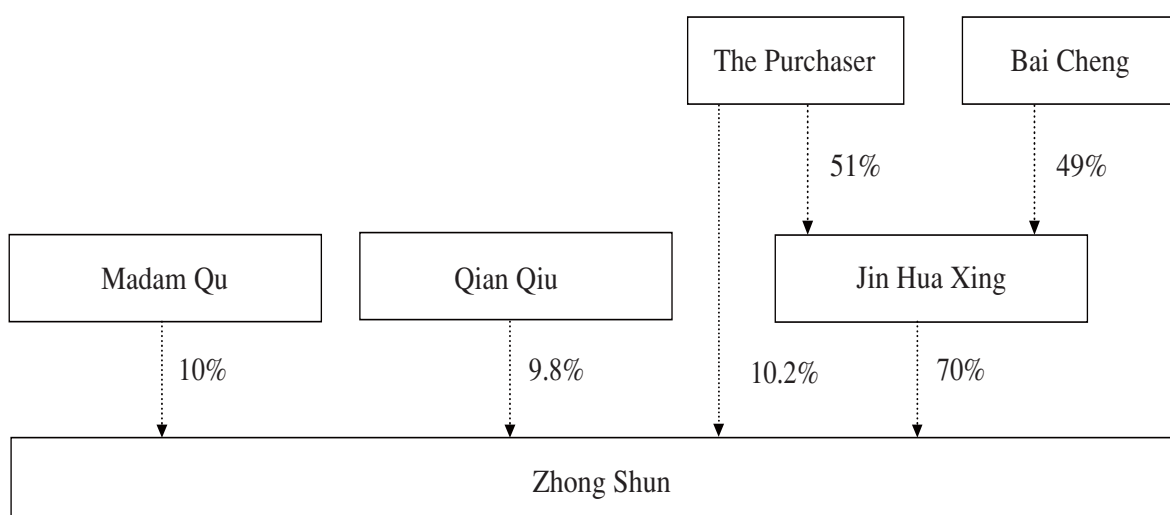 The Purchaser
Bai Cheng
51%
49%
Madam Qu
Qian Qiu
Jin Hua Xing
10%
9.8%
10.2%
70%
Zhong Shun